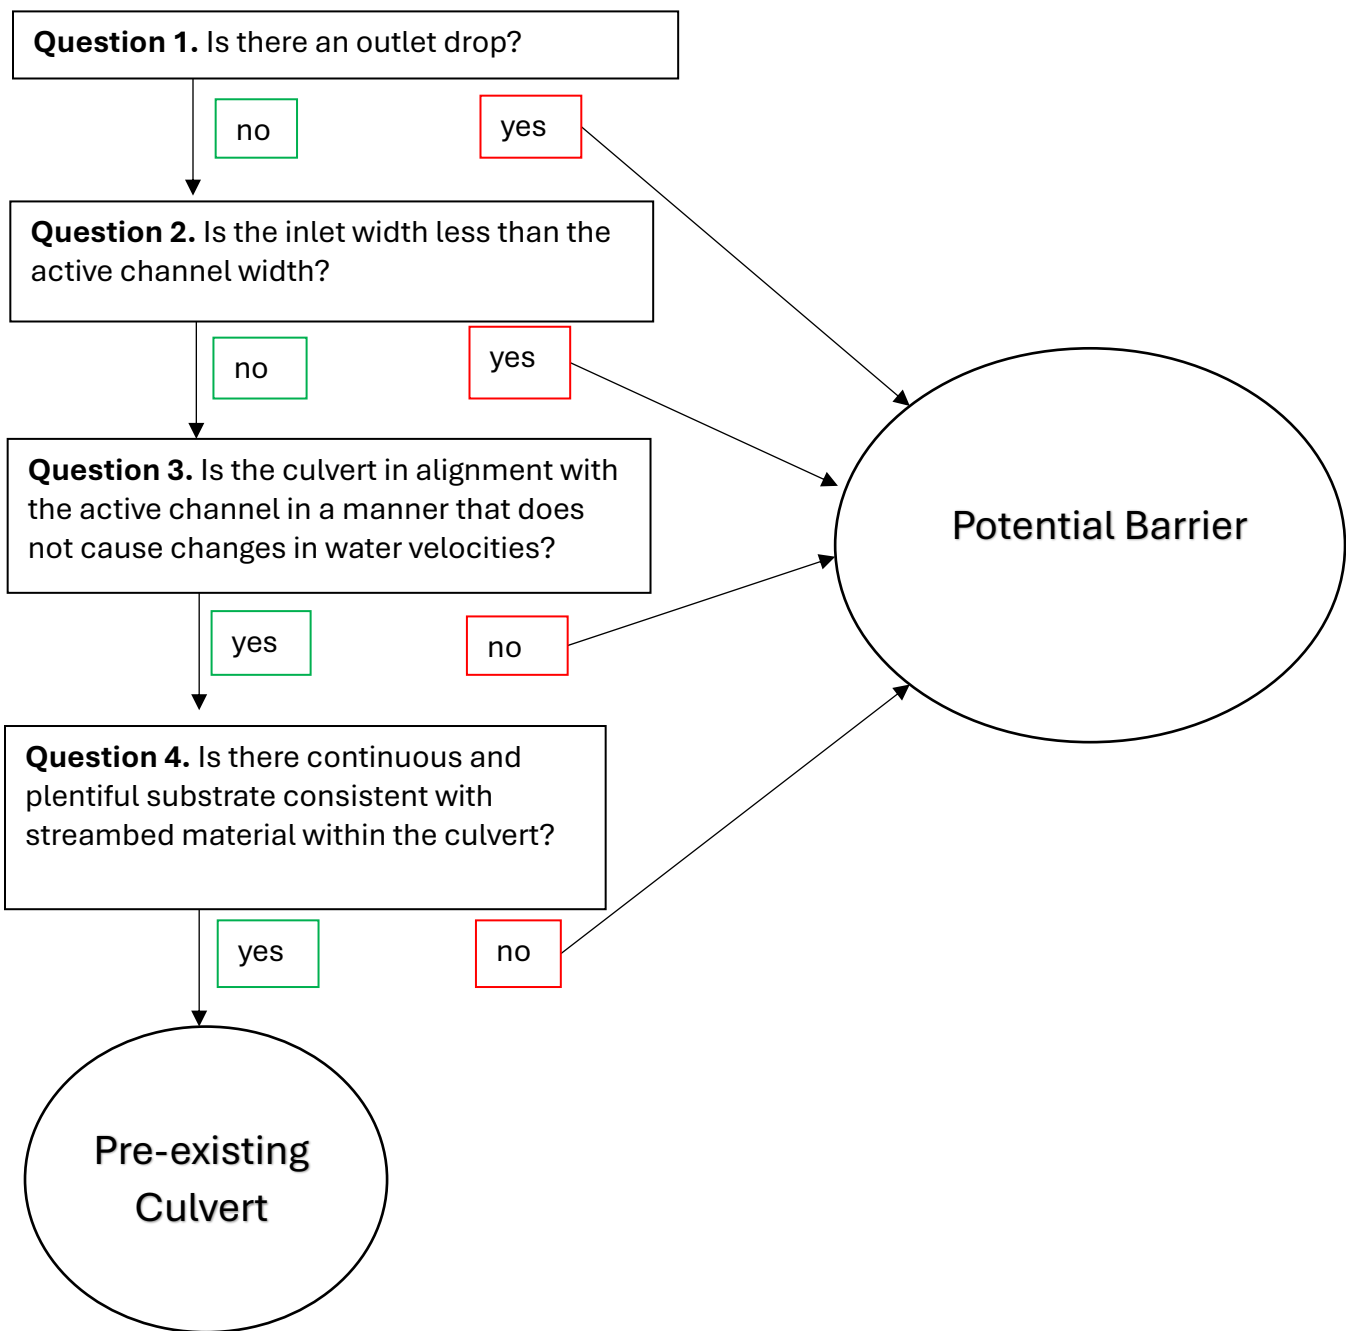 Question 1. Is there an outlet drop?
no
yes
Question 2. Is the inlet width less than the
active channel width?
no
yes
Question 3. Is the culvert in alignment with
the active channel in a manner that does
not cause changes in water velocities?
yes
no
Potential Barrier
Question 4. Is there continuous and
plentiful substrate consistent with
streambed material within the culvert?
yes
no
Pre-existing
Culvert